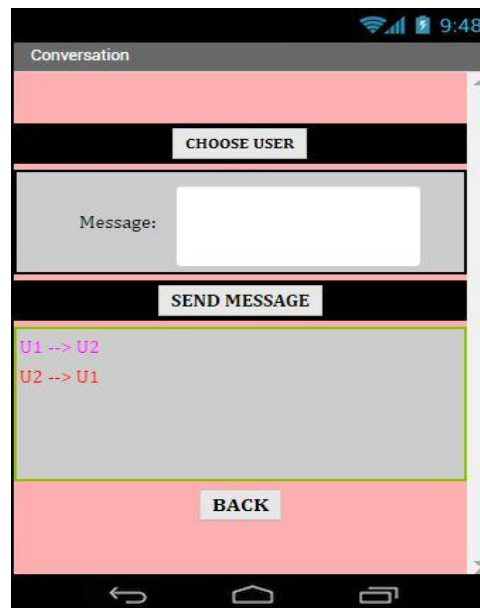 9:48
Conversation
CHOOSE USER
Message:
SEND MESSAGE
U1 --> U2
U2 --> U1
BACK